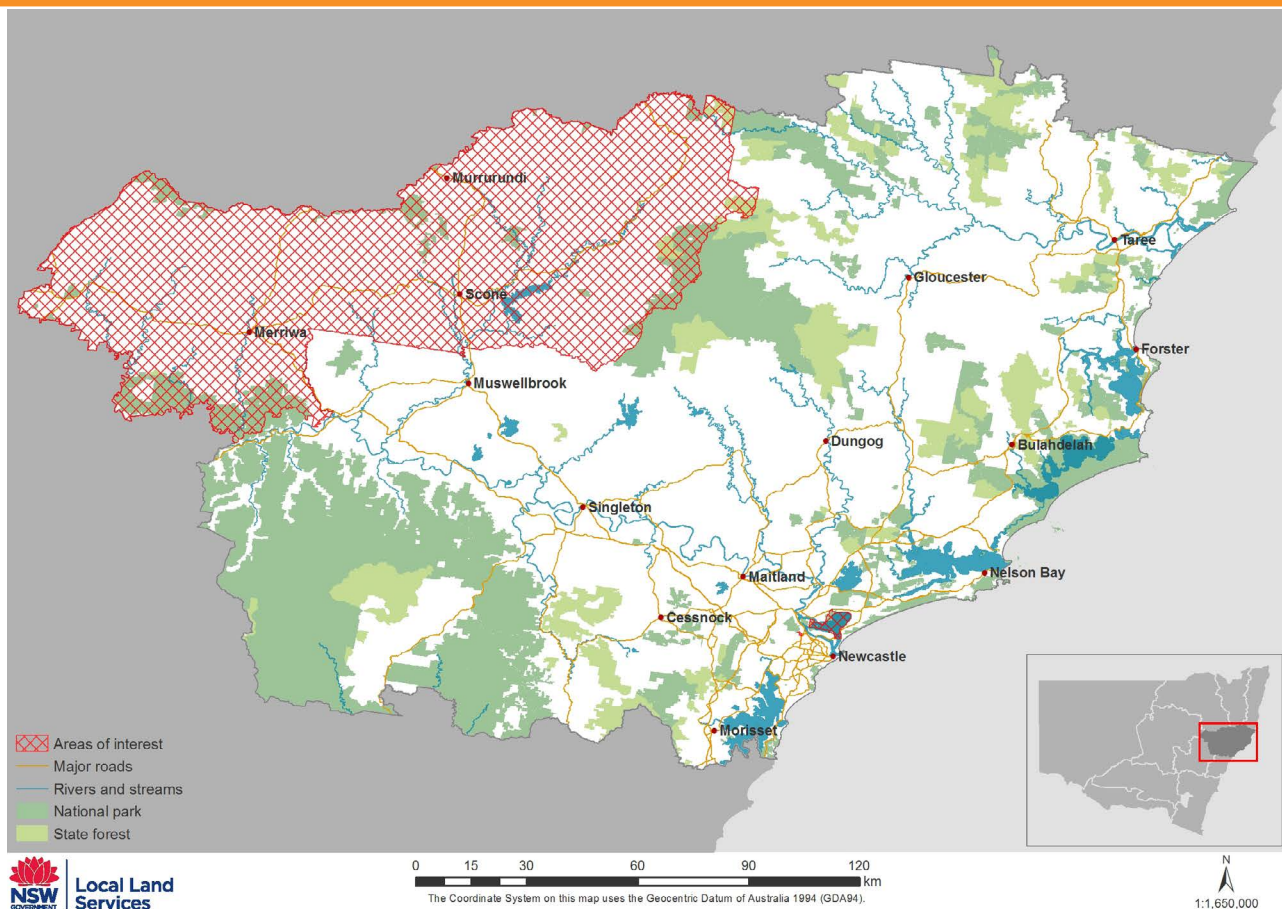 Murrurundi
Taree
Gloucester
Scone
Merriwa
Forster
Muswellbrook
Dungog
Bulahdelah
Singleton
Nelson Bay
Maitland
Cessnock
Newcastle
Morisset
Areas of interest
Major roads
Rivers and streams
National park
State forest
NSW
GOVERNMENT
Local Land
Services
0 15 30 60 90 120
km
The Coordinate System on this map uses the Geocentric Datum of Australia 1994 (GDA94).
N
1:1,650,000